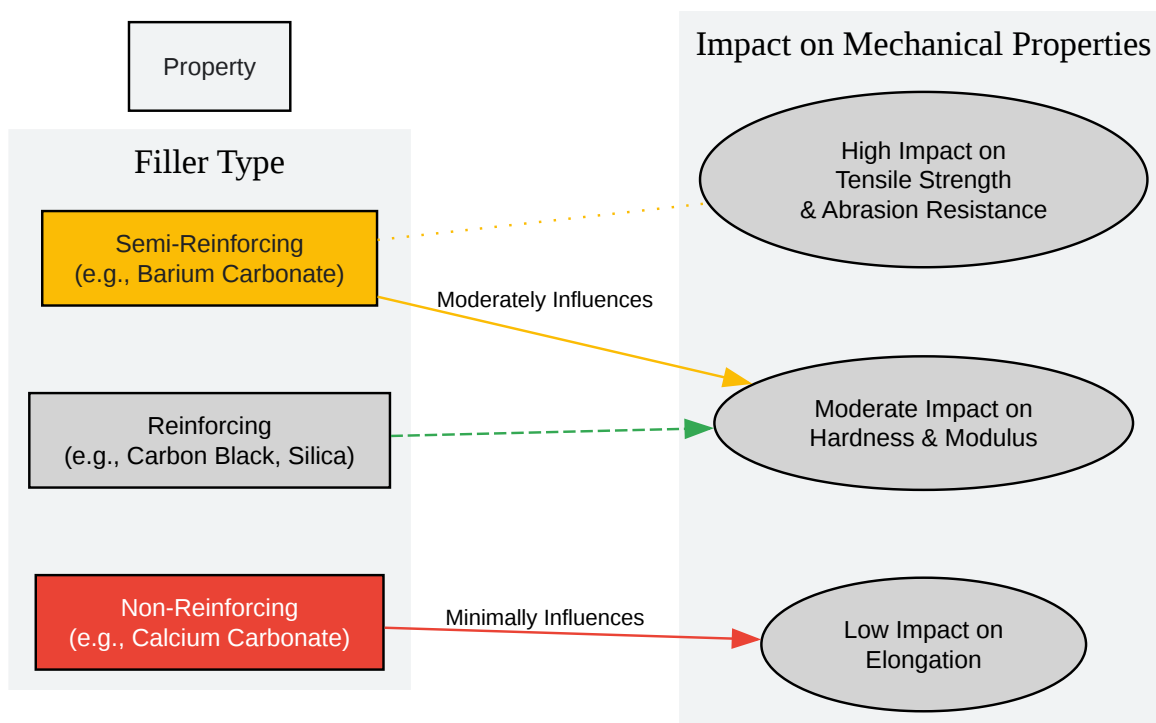 Property
Filler Type
Semi-Reinforcing
(e.g., Barium Carbonate)
Reinforcing
(e.g., Carbon Black, Silica)
Non-Reinforcing
(e.g., Calcium Carbonate)
Moderately Influences
Minimally Influences
Impact on Mechanical Properties
High Impact on
Tensile Strength
& Abrasion Resistance
Moderate Impact on
Hardness & Modulus
Low Impact on
Elongation